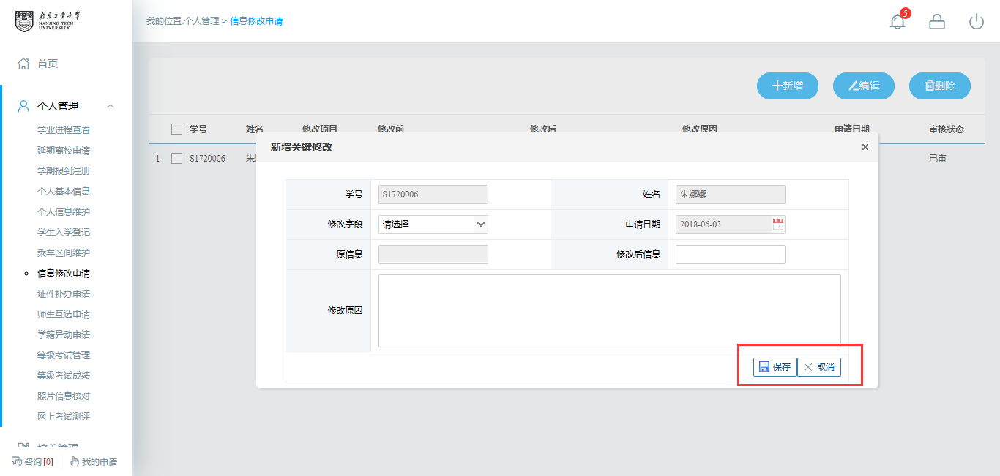 南京工业大学
NANJING TECH
UNIVERSITY
我的位置:个人管理 > 信息修改申请
5
首页
个人管理
学业进程查看
延期离校申请
学期报到注册
个人基本信息
个人信息维护
学生入学登记
乘车区间维护
信息修改申请
证件补办申请
师生互选申请
学籍异动申请
等级考试管理
等级考试成绩
照片信息核对
网上考试测评
培养管理
咨询[0]
我的申请
新增
编辑
删除
学号 姓名 修改项目 修改前 修改后 修改原因 申请日期 审核状态
1 S1720006 朱 已审
新增关键修改
×
学号 S1720006 姓名 朱娜娜
修改字段 请选择 申请日期 2018-06-03
原信息 修改后信息
修改原因
保存 取消